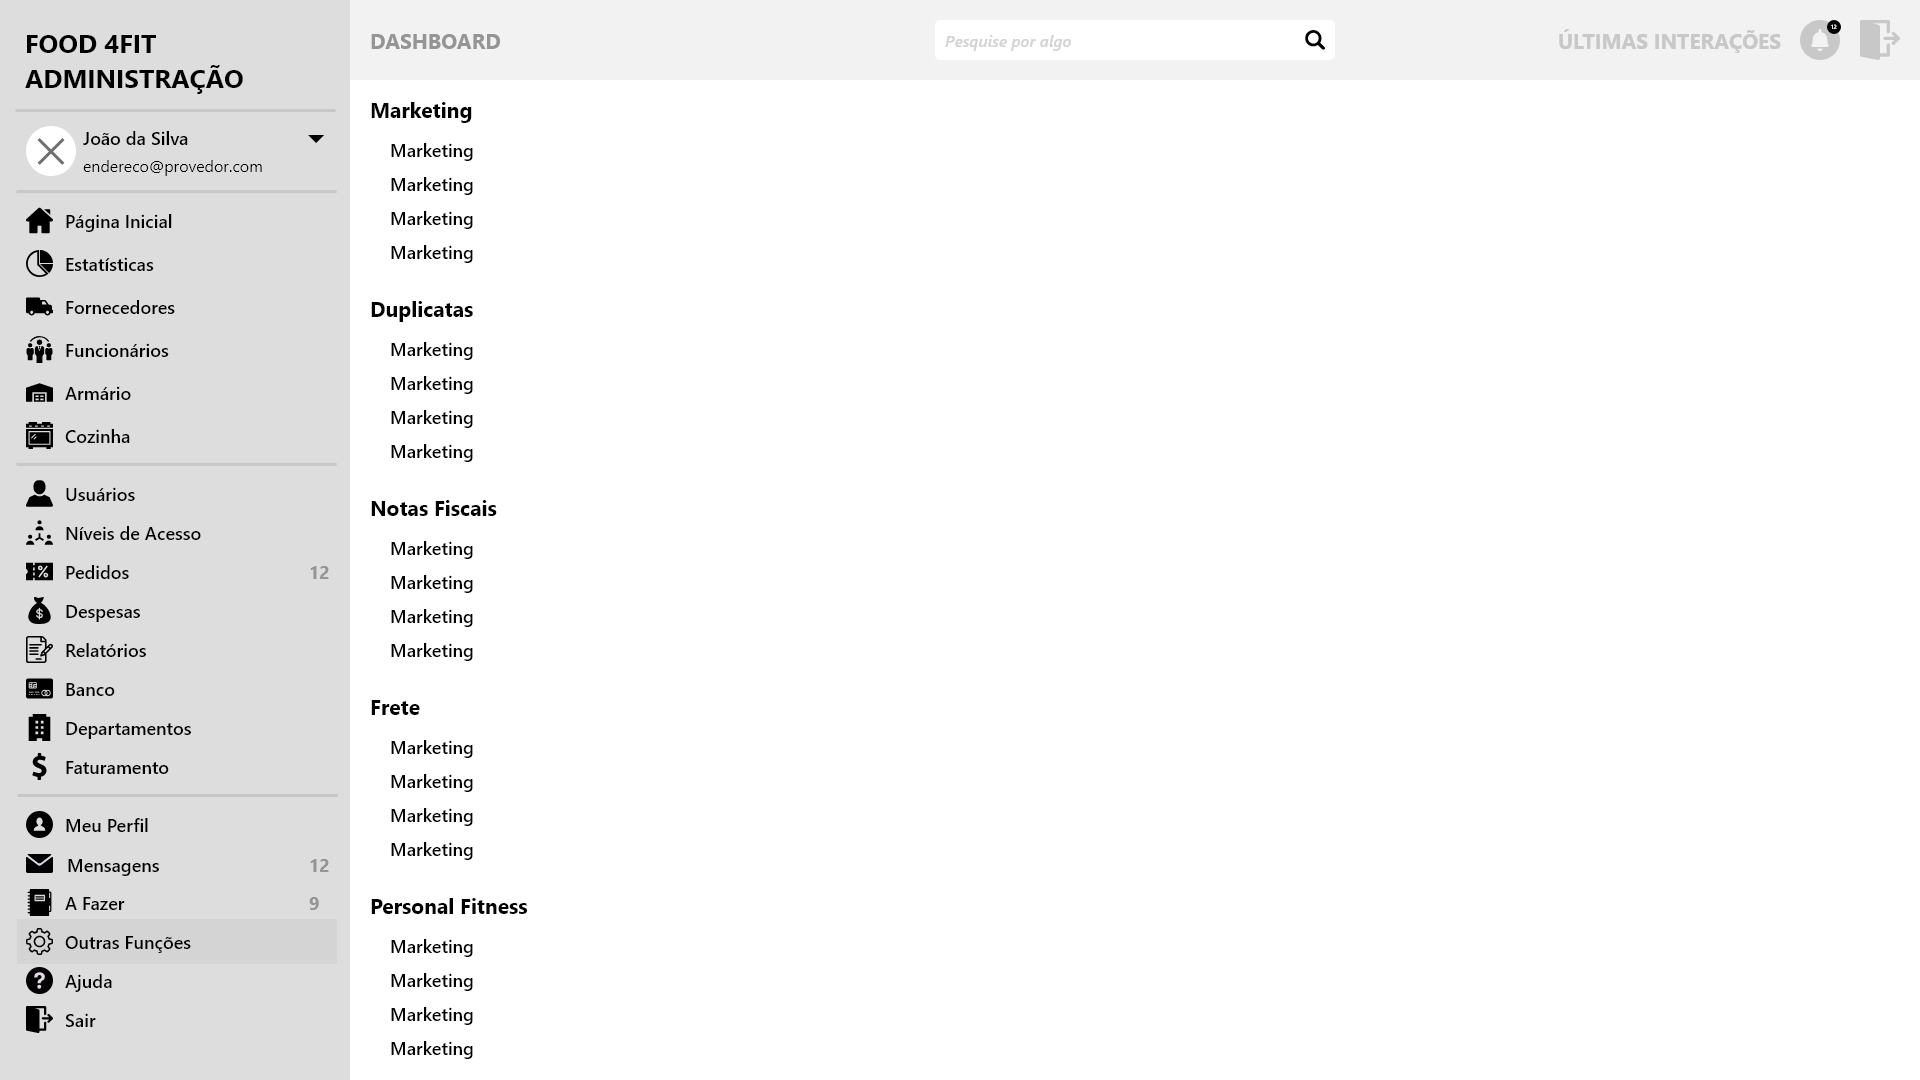 FOOD 4FIT
ADMINISTRAÇÃO
João da Silva
endereco@provedor.com
Página Inicial
Estatísticas
Fornecedores
Funcionários
Armário
Cozinha
Usuários
Níveis de Acesso
Pedidos 12
Despesas
Relatórios
Banco
Departamentos
Faturamento
Meu Perfil
Mensagens 12
A Fazer 9
Outras Funções
Ajuda
Sair
DASHBOARD
Pesquise por algo
ÚLTIMAS INTERAÇÕES
12
Marketing
Marketing
Marketing
Marketing
Marketing
Duplicatas
Marketing
Marketing
Marketing
Marketing
Notas Fiscais
Marketing
Marketing
Marketing
Marketing
Frete
Marketing
Marketing
Marketing
Marketing
Personal Fitness
Marketing
Marketing
Marketing
Marketing